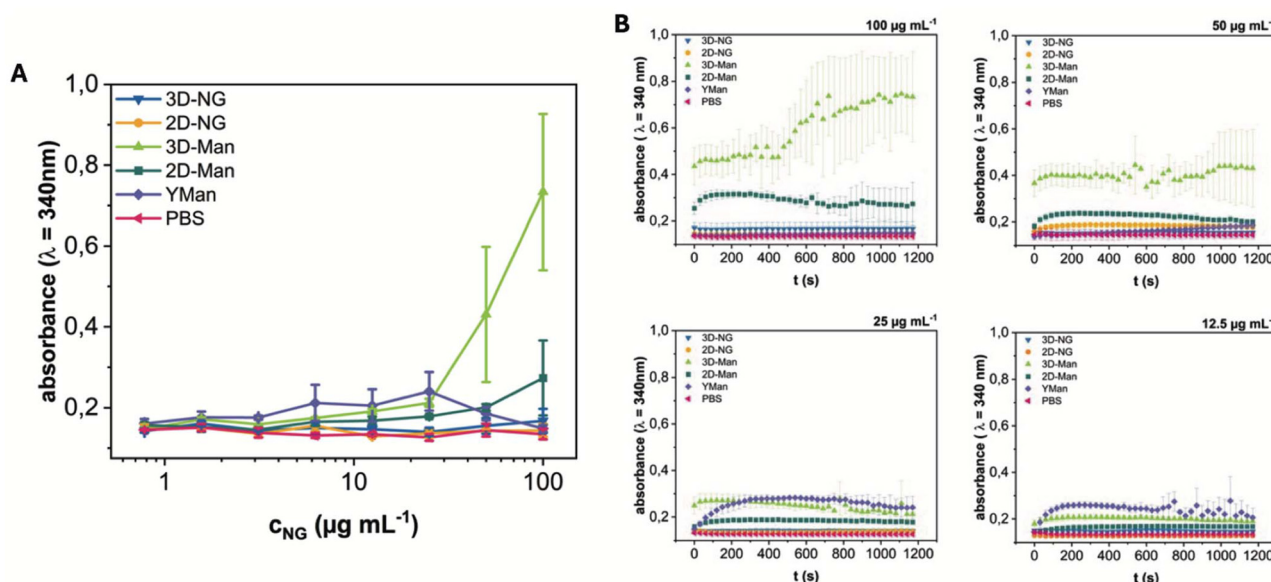 A
absorbance ( λ = 340nm)
1,0
0,8
0,6
0,4
0,2
3D-NG
2D-NG
3D-Man
2D-Man
YMan
PBS
1
10
100
cNG (µg mL-1)
B
100 µg mL-1
absorbance ( λ = 340 nm)
1,0
0,8
0,6
0,4
0,2
3D-NG
2D-NG
3D-Man
2D-Man
YMan
PBS
0 200 400 600 800 1000 1200
t (s)
50 µg mL-1
absorbance ( λ = 340 nm)
1,0
0,8
0,6
0,4
0,2
3D-NG
2D-NG
3D-Man
2D-Man
YMan
PBS
0 200 400 600 800 1000 1200
t (s)
25 µg mL-1
absorbance ( λ = 340nm)
1,0
0,8
0,6
0,4
0,2
3D-NG
2D-NG
3D-Man
2D-Man
YMan
PBS
0 200 400 600 800 1000 1200
t (s)
12.5 µg mL-1
absorbance ( λ = 340nm)
1,0
0,8
0,6
0,4
0,2
3D-NG
2D-NG
3D-Man
2D-Man
YMan
PBS
0 200 400 600 800 1000 1200
t (s)